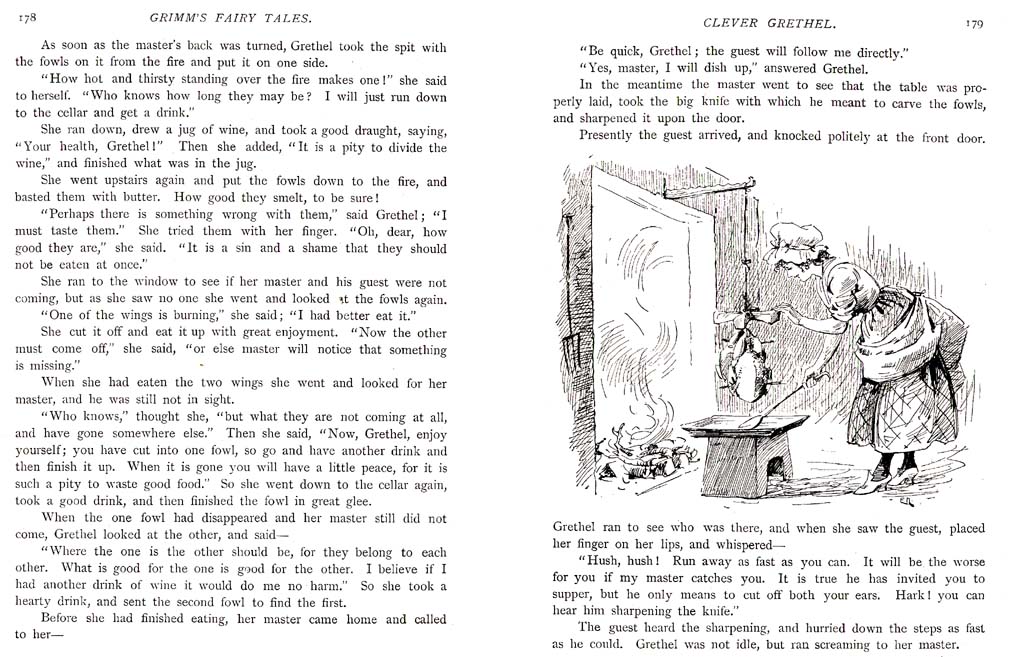 178
GRIMM'S FAIRY TALES.
As soon as the master's back was turned, Grethel took the spit with
the fowls on it from the fire and put it on one side.
"How hot and thirsty standing over the fire makes one!" she said
to herself. "Who knows how long they may be? I will just run down
to the cellar and get a drink."
She ran down, drew a jug of wine, and took a good draught, saying,
"Your health, Grethel!" Then she added, "It is a pity to divide the
wine," and finished what was in the jug.
She went upstairs again and put the fowls down to the fire, and
basted them with butter. How good they smelt, to be sure!
"Perhaps there is something wrong with them," said Grethel; "I
must taste them." She tried them with her finger. "Oh, dear, how
good they are," she said. "It is a sin and a shame that they should
not be eaten at once."
She ran to the window to see if her master and his guest were not
coming, but as she saw no one she went and looked at the fowls again.
"One of the wings is burning," she said; "I had better eat it."
She cut it off and eat it up with great enjoyment. "Now the other
must come off," she said, "or else master will notice that something
is missing."
When she had eaten the two wings she went and looked for her
master, and he was still not in sight.
"Who knows," thought she, "but what they are not coming at all,
and have gone somewhere else." Then she said, "Now, Grethel, enjoy
yourself; you have cut into one fowl, so go and have another drink and
then finish it up. When it is gone you will have a little peace, for it is
such a pity to waste good food." So she went down to the cellar again,
took a good drink, and then finished the fowl in great glee.
When the one fowl had disappeared and her master still did not
come, Grethel looked at the other, and said—
"Where the one is the other should be, for they belong to each
other. What is good for the one is good for the other. I believe if I
had another drink of wine it would do me no harm." So she took a
hearty drink, and sent the second fowl to find the first.
Before she had finished eating, her master came home and called
to her—
CLEVER GRETHEL.
179
"Be quick, Grethel; the guest will follow me directly."
"Yes, master, I will dish up," answered Grethel.
In the meantime the master went to see that the table was pro-
perly laid, took the big knife with which he meant to carve the fowls,
and sharpened it upon the door.
Presently the guest arrived, and knocked politely at the front door.
Grethel ran to see who was there, and when she saw the guest, placed
her finger on her lips, and whispered—
"Hush, hush! Run away as fast as you can. It will be the worse
for you if my master catches you. It is true he has invited you to
supper, but he only means to cut off both your ears. Hark! you can
hear him sharpening the knife."
The guest heard the sharpening, and hurried down the steps as fast
as he could. Grethel was not idle, but ran screaming to her master.